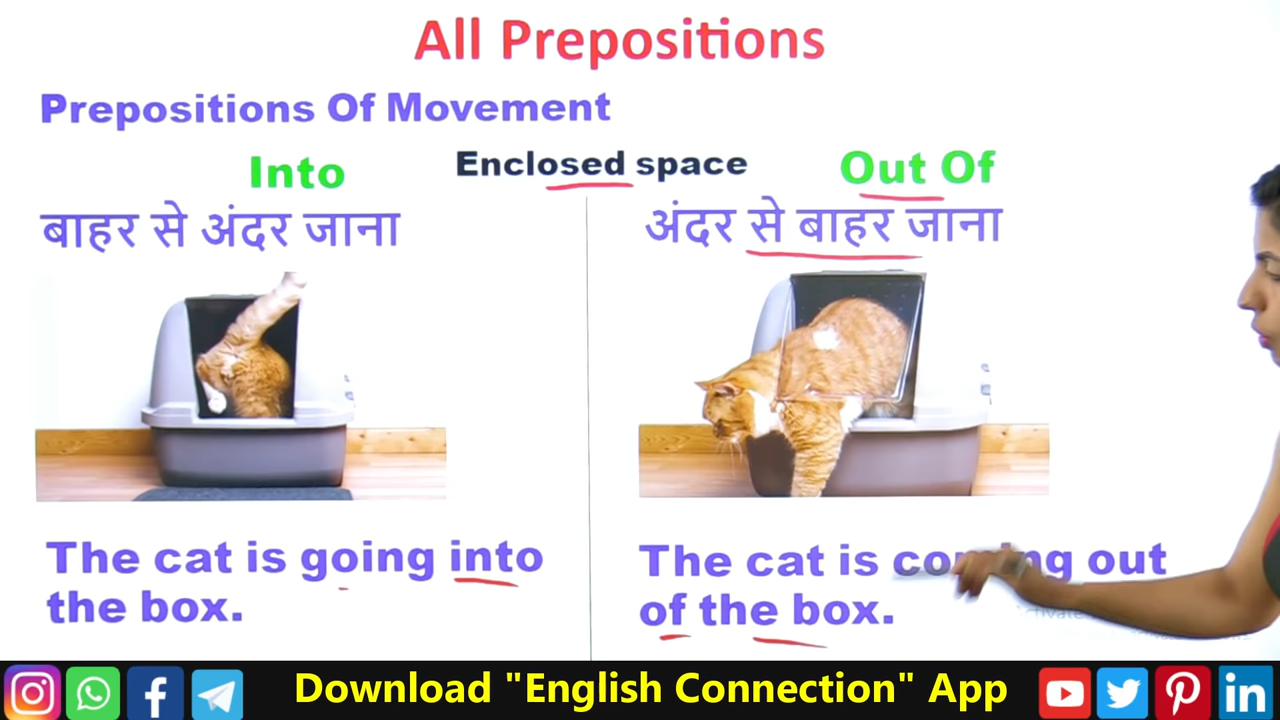 All Prepositions
Prepositions Of Movement
Into
Enclosed space
Out Of
बाहर से अंदर जाना
अंदर से बाहर जाना
The cat is going into
the box.
The cat is coming out
of the box.
Download "English Connection" App